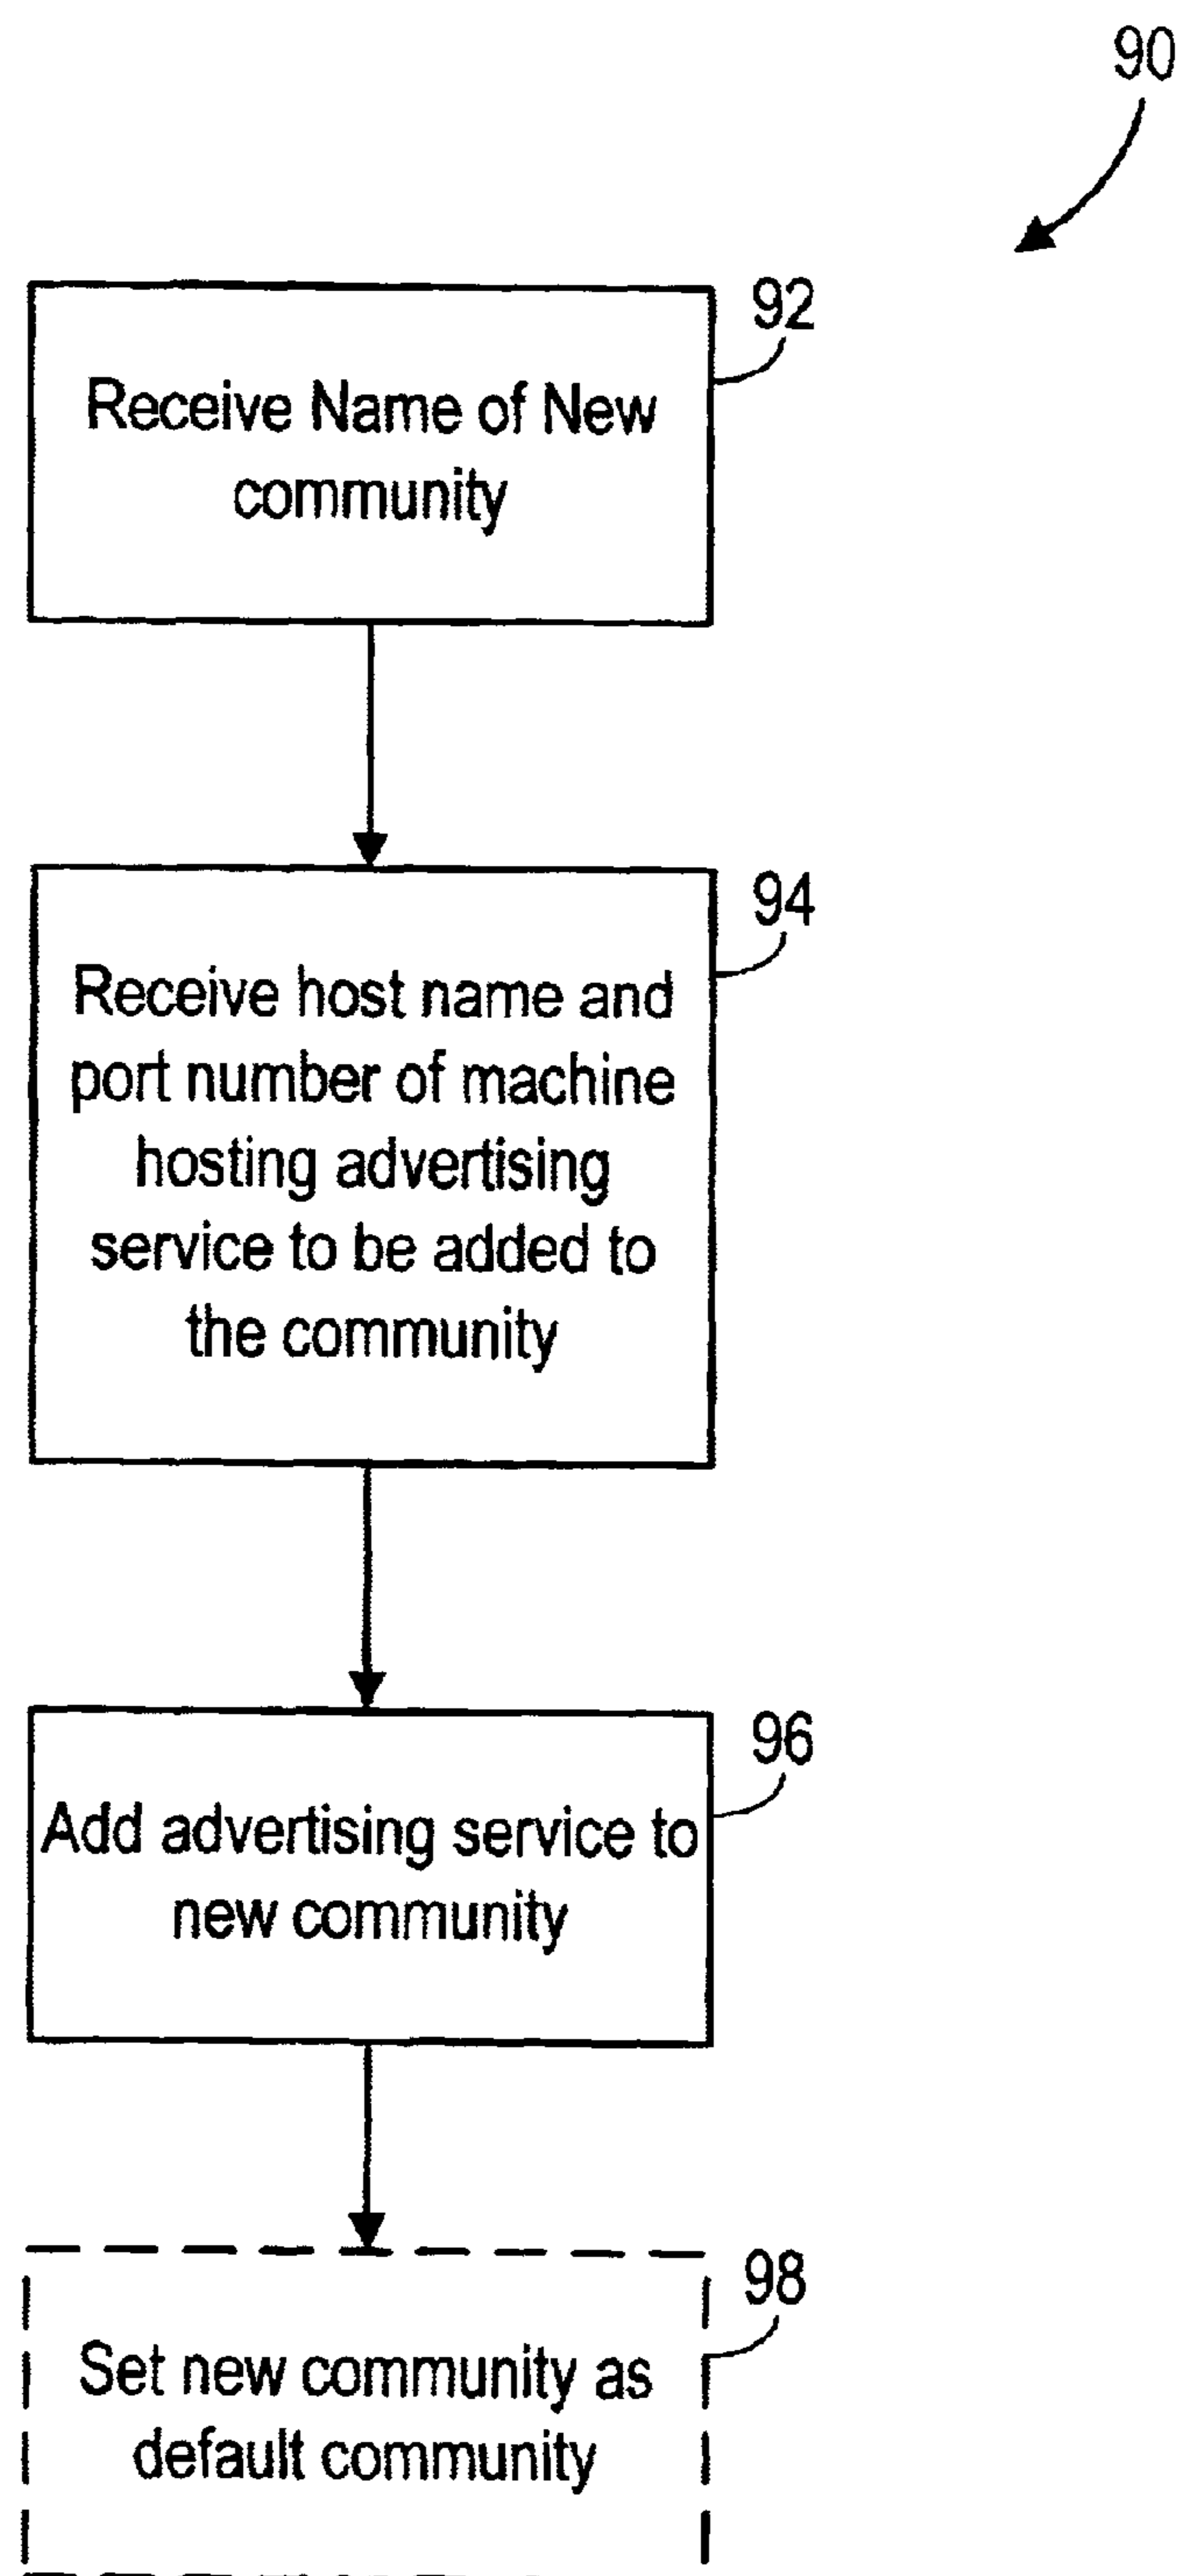 90
92
Receive Name of New
community
94
Receive host name and
port number of machine
hosting advertising
service to be added to
the community
96
Add advertising service to
new community
98
Set new community as
default community